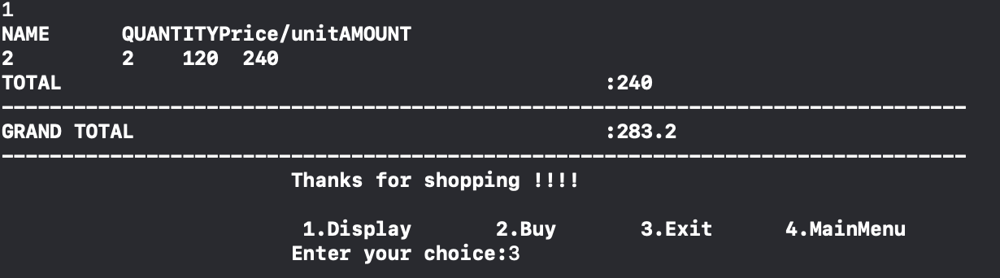 1
NAME      QUANTITYPrice/unitAMOUNT
2         2    120  240
TOTAL                                             :240
--------------------------------------------------------------------------------
GRAND TOTAL                                       :283.2
--------------------------------------------------------------------------------
                        Thanks for shopping !!!!
                         1.Display       2.Buy       3.Exit      4.MainMenu
                        Enter your choice:3